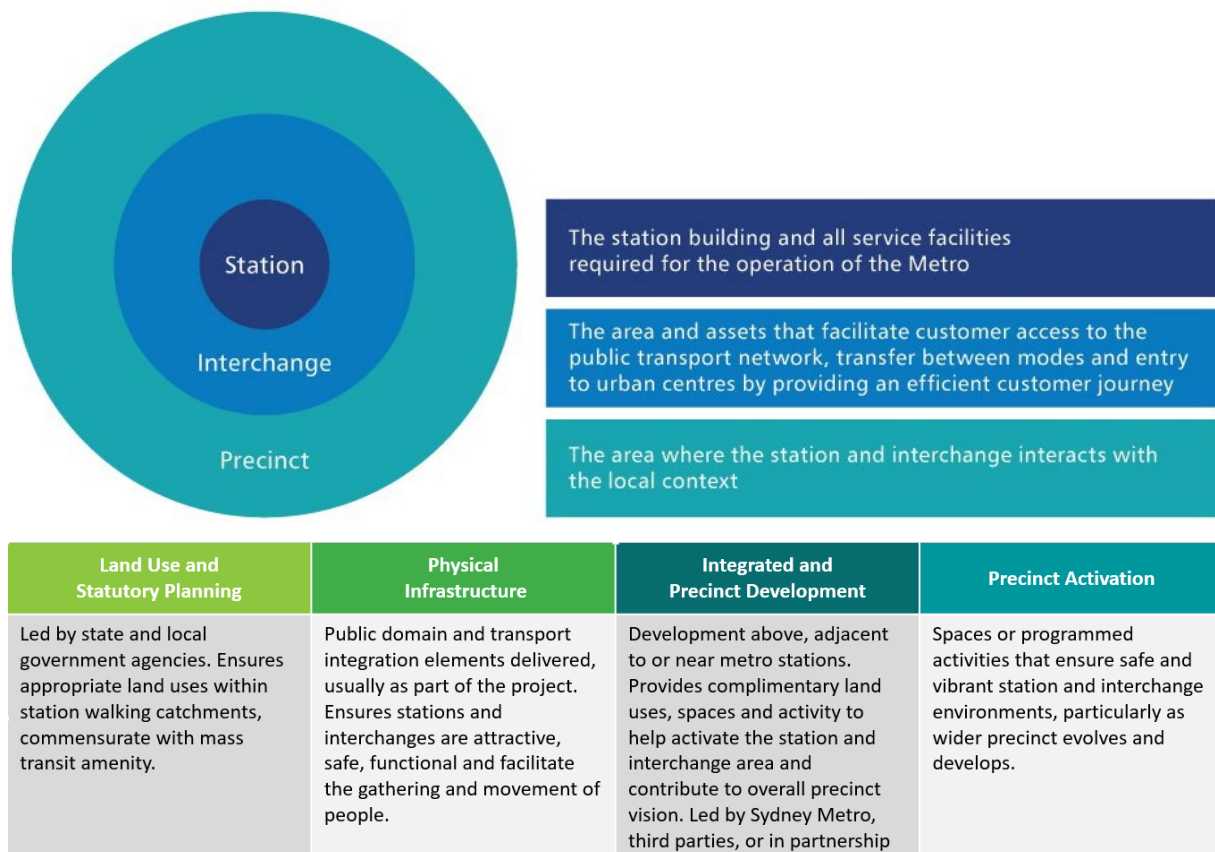 Station
Interchange
Precinct
The station building and all service facilities
required for the operation of the Metro
The area and assets that facilitate customer access to the
public transport network, transfer between modes and entry
to urban centres by providing an efficient customer journey
The area where the station and interchange interacts with
the local context
Land Use and
Statutory Planning
Led by state and local
government agencies. Ensures
appropriate land uses within
station walking catchments,
commensurate with mass
transit amenity.
Physical
Infrastructure
Public domain and transport
integration elements delivered,
usually as part of the project.
Ensures stations and
interchanges are attractive,
safe, functional and facilitate
the gathering and movement of
people.
Integrated and
Precinct Development
Development above, adjacent
to or near metro stations.
Provides complimentary land
uses, spaces and activity to
help activate the station and
interchange area and
contribute to overall precinct
vision. Led by Sydney Metro,
third parties, or in partnership
Precinct Activation
Spaces or programmed
activities that ensure safe and
vibrant station and interchange
environments, particularly as
wider precinct evolves and
develops.